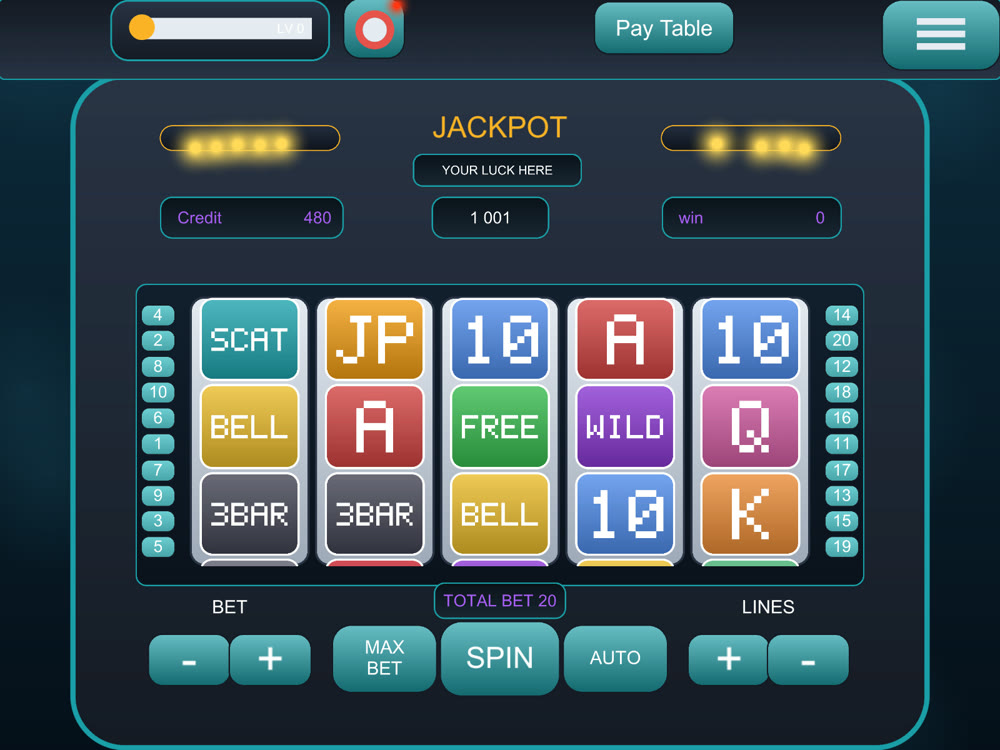 LV 0
Pay Table
JACKPOT
YOUR LUCK HERE
Credit 480
1 001
win 0
4 SCAT JP 10 A 10 14
2 20
8 12
10 BELL A FREE WILD Q 18
6 16
1 11
7 17
9 3BAR 3BAR BELL 10 K 13
3 15
5 19
BET
TOTAL BET 20
LINES
- +
MAX
BET
SPIN
AUTO
+ -